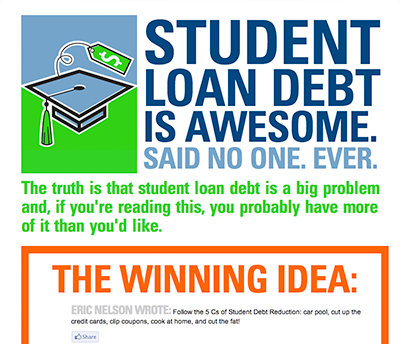 STUDENT
LOAN DEBT
IS AWESOME.
SAID NO ONE. EVER.
The truth is that student loan debt is a big problem
and, if you're reading this, you probably have more
of it than you'd like.
THE WINNING IDEA:
ERIC NELSON WROTE: Follow the 5 Cs of Student Debt Reduction: car pool, cut up the
credit cards, clip coupons, cook at home, and cut the fat!
Share